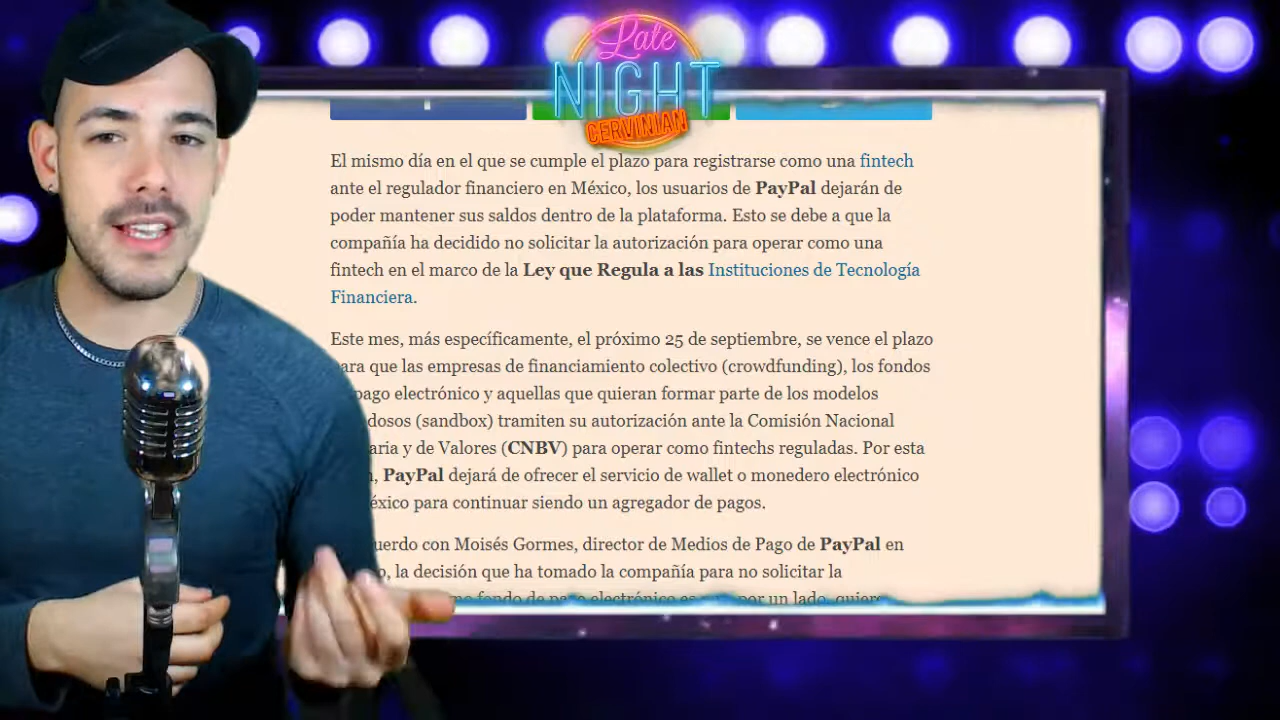 Late
NIGHT
CERVINIAN
El mismo día en el que se cumple el plazo para registrarse como una fintech
ante el regulador financiero en México, los usuarios de PayPal dejarán de
poder mantener sus saldos dentro de la plataforma. Esto se debe a que la
compañía ha decidido no solicitar la autorización para operar como una
fintech en el marco de la Ley que Regula a las Instituciones de Tecnología
Financiera.
Este mes, más específicamente, el próximo 25 de septiembre, se vence el plazo
para que las empresas de financiamiento colectivo (crowdfunding), los fondos
pago electrónico y aquellas que quieran formar parte de los modelos
dosos (sandbox) tramiten su autorización ante la Comisión Nacional
aria y de Valores (CNBV) para operar como fintechs reguladas. Por esta
PayPal dejará de ofrecer el servicio de wallet o monedero electrónico
éxico para continuar siendo un agregador de pagos.
uerdo con Moisés Gormes, director de Medios de Pago de PayPal en
la decisión que ha tomado la compañía para no solicitar la
fondo de pago electrónico por un lado, quiere